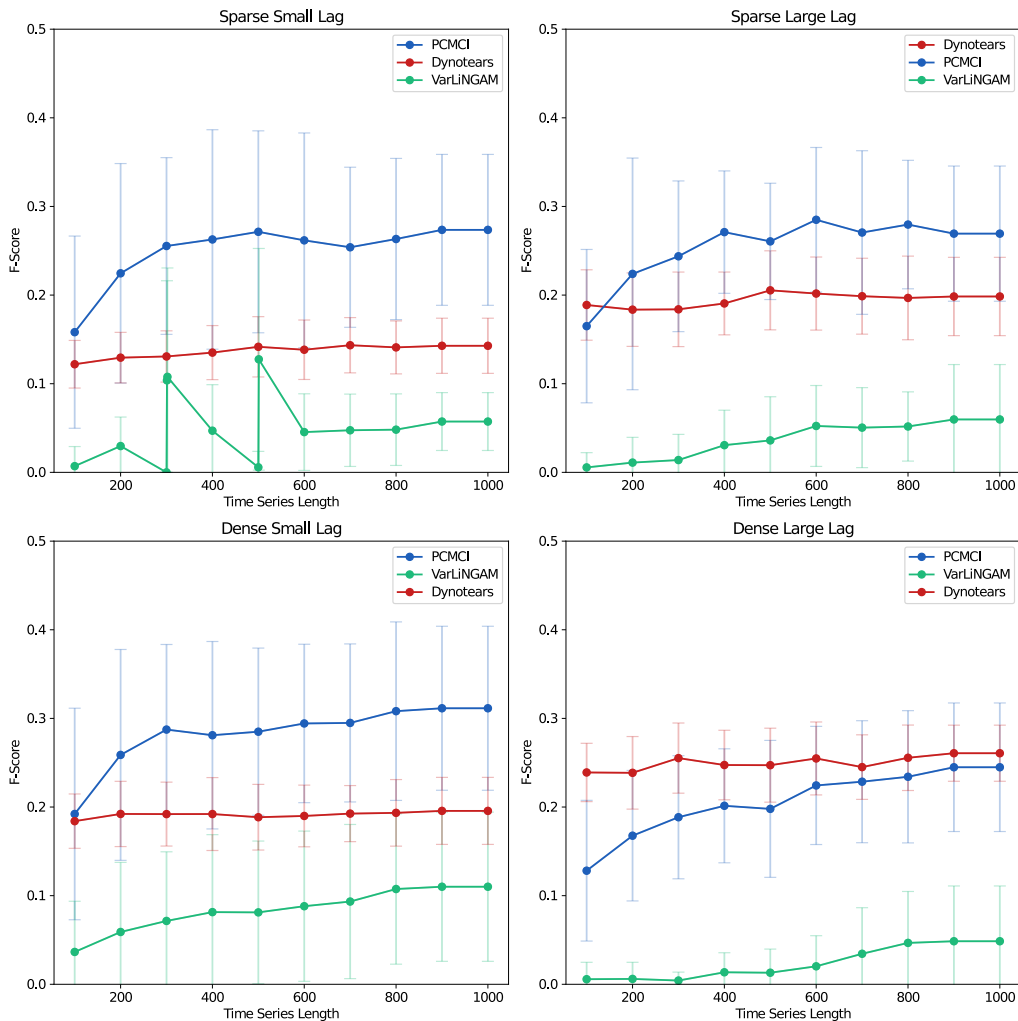 Sparse Small Lag
0.5
0.4
0.3
0.2
0.1
0.0
F-Score
PCMCI
Dynotears
VarLiNGAM
200
400
600
800
1000
Time Series Length
Sparse Large Lag
0.5
0.4
0.3
0.2
0.1
0.0
F-Score
Dynotears
PCMCI
VarLiNGAM
200
400
600
800
1000
Time Series Length
Dense Small Lag
0.5
0.4
0.3
0.2
0.1
0.0
F-Score
PCMCI
VarLiNGAM
Dynotears
200
400
600
800
1000
Time Series Length
Dense Large Lag
0.5
0.4
0.3
0.2
0.1
0.0
F-Score
PCMCI
VarLiNGAM
Dynotears
200
400
600
800
1000
Time Series Length